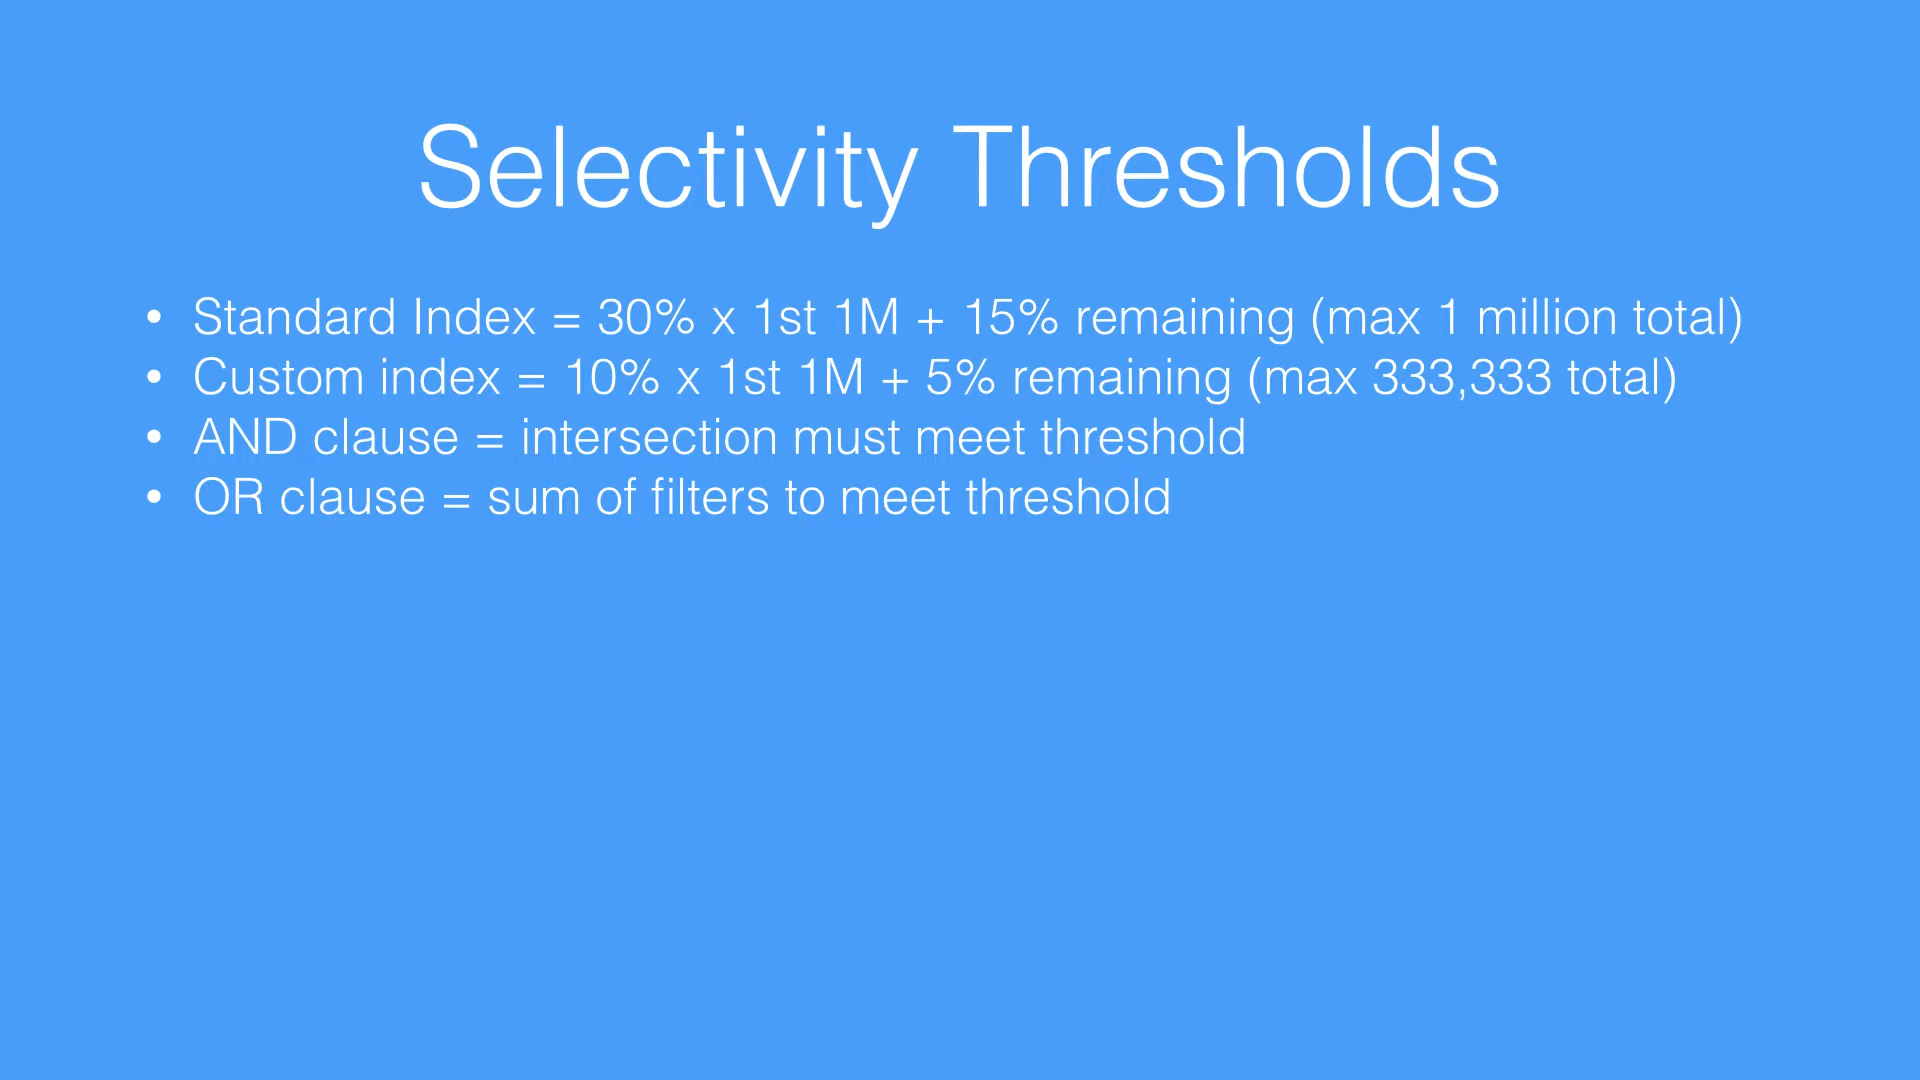 Selectivity Thresholds
• Standard Index = 30% x 1st 1M + 15% remaining (max 1 million total)
• Custom index = 10% x 1st 1M + 5% remaining (max 333,333 total)
• AND clause = intersection must meet threshold
• OR clause = sum of filters to meet threshold